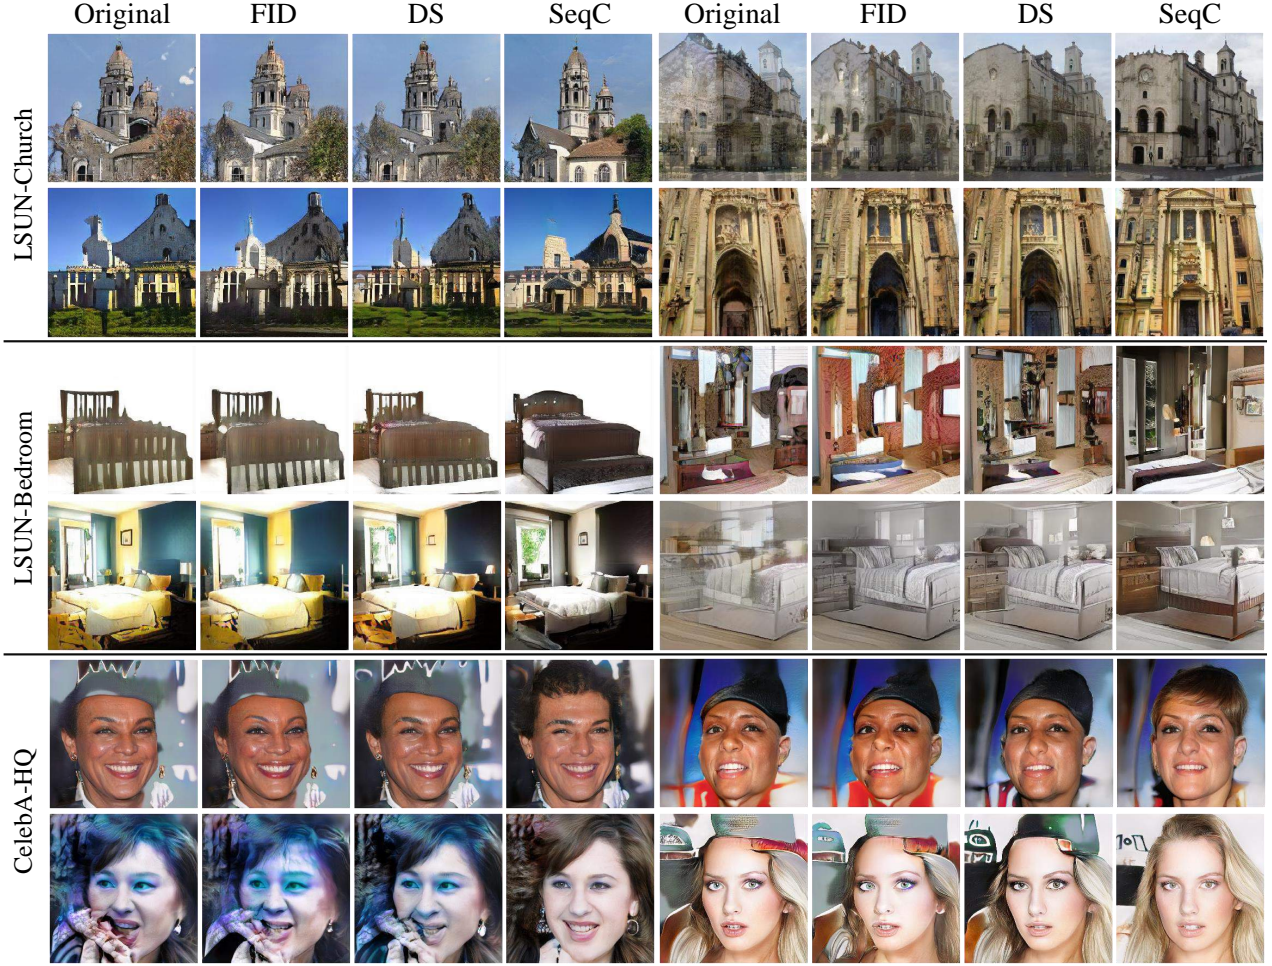 Original FID DS SeqC Original FID DS SeqC
LSUN-Church
LSUN-Bedroom
CelebA-HQ